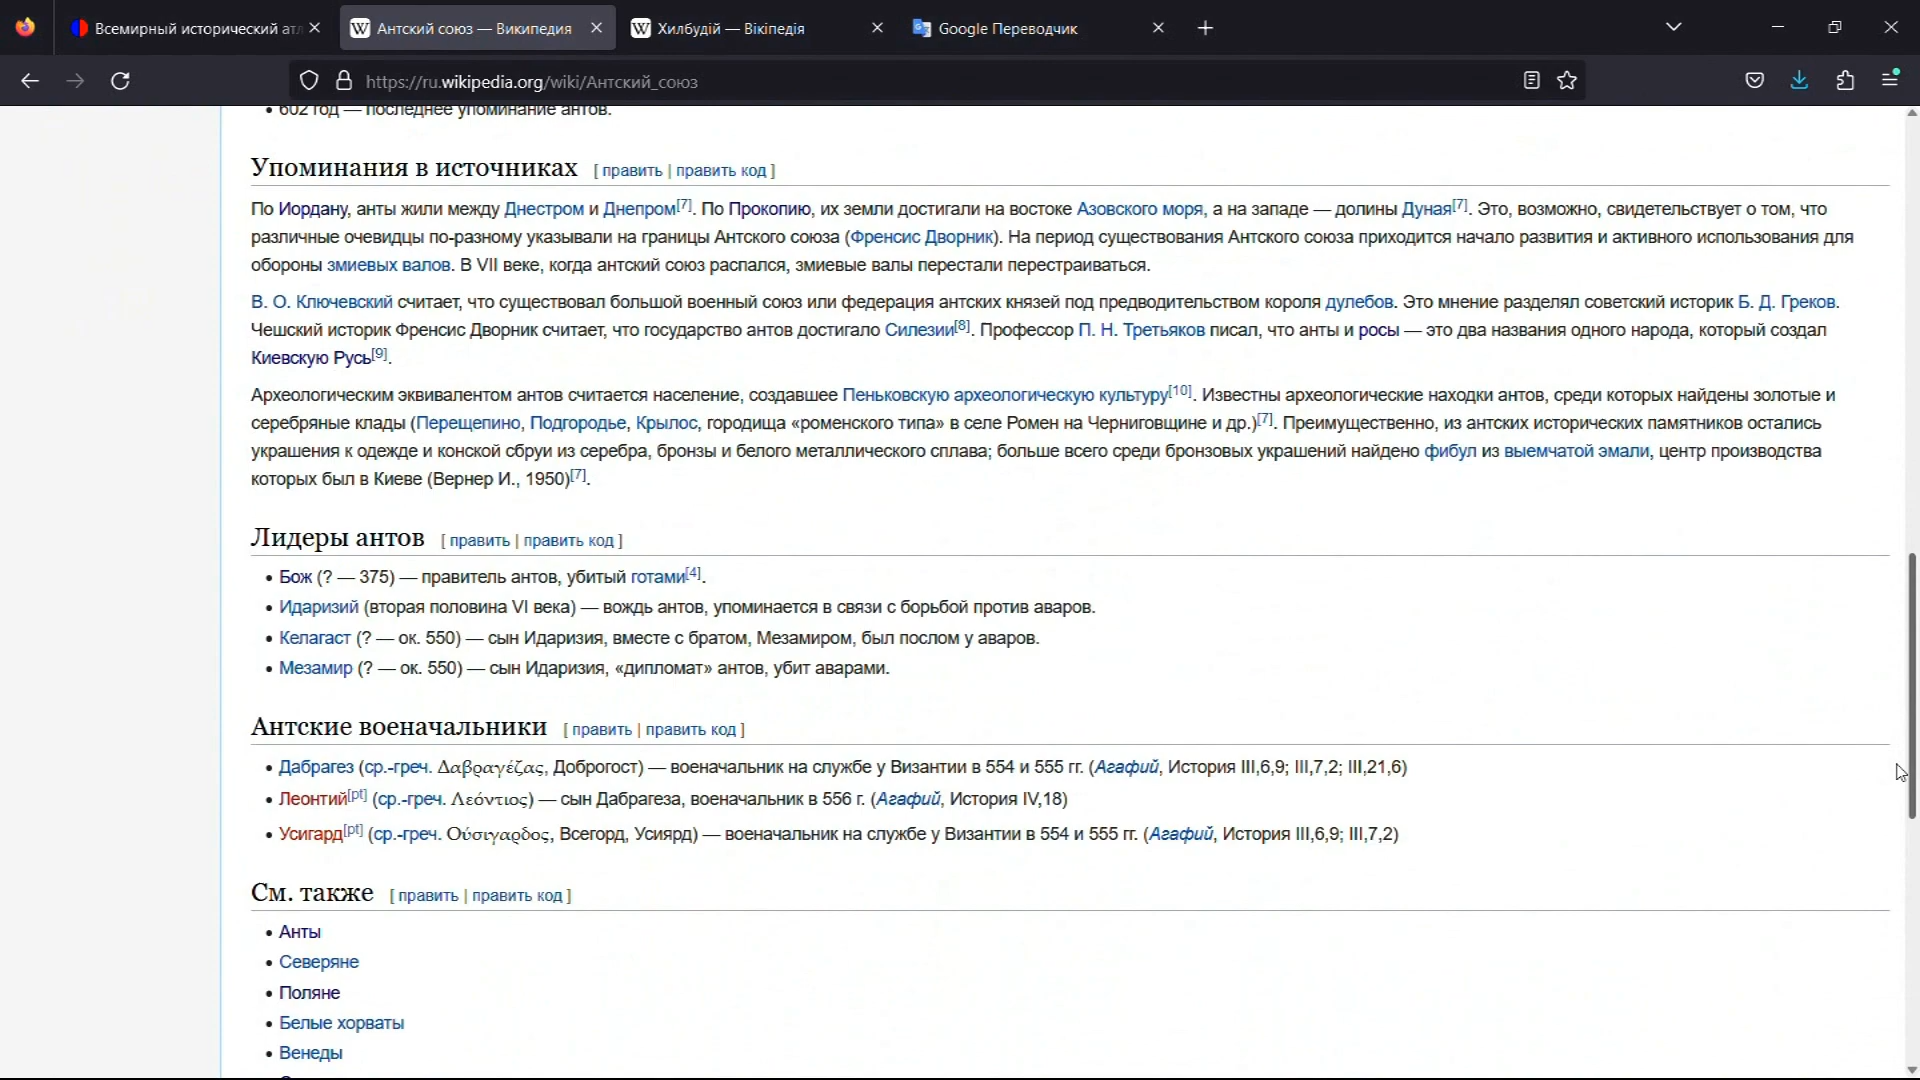 Всемирный исторический атл
Антский союз — Википедия
Хилбудій — Вікіпедія
Google Переводчик
https://ru.wikipedia.org/wiki/Антский_союз
• 602 год — последнее упоминание антов.
Упоминания в источниках [ править | править код ]
По Иордану, анты жили между Днестром и Днепром[7]. По Прокопию, их земли достигали на востоке Азовского моря, а на западе — долины Дуная[7]. Это, возможно, свидетельствует о том, что
различные очевидцы по-разному указывали на границы Антского союза (Френсис Дворник). На период существования Антского союза приходится начало развития и активного использования для
обороны змиевых валов. В VII веке, когда антский союз распался, змиевые валы перестали перестраиваться.
В. О. Ключевский считает, что существовал большой военный союз или федерация антских князей под предводительством короля дулебов. Это мнение разделял советский историк Б. Д. Греков.
Чешский историк Френсис Дворник считает, что государство антов достигало Силезии[8]. Профессор П. Н. Третьяков писал, что анты и росы — это два названия одного народа, который создал
Киевскую Русь[9].
Археологическим эквивалентом антов считается население, создавшее Пеньковскую археологическую культуру[10]. Известны археологические находки антов, среди которых найдены золотые и
серебряные клады (Перещепино, Подгородье, Крылос, городища «роменского типа» в селе Ромен на Черниговщине и др.)[7]. Преимущественно, из антских исторических памятников остались
украшения к одежде и конской сбруи из серебра, бронзы и белого металлического сплава; больше всего среди бронзовых украшений найдено фибул из выемчатой эмали, центр производства
которых был в Киеве (Вернер И., 1950)[7].
Лидеры антов [ править | править код ]
• Бож (? — 375) — правитель антов, убитый готами[4].
• Идаризий (вторая половина VI века) — вождь антов, упоминается в связи с борьбой против аваров.
• Келагаст (? — ок. 550) — сын Идаризия, вместе с братом, Мезамиром, был послом у аваров.
• Мезамир (? — ок. 550) — сын Идаризия, «дипломат» антов, убит аварами.
Антские военачальники [ править | править код ]
• Дабрагез (ср.-греч. Δαβραγέζας, Доброгост) — военачальник на службе у Византии в 554 и 555 гг. (Агафий, История III,6,9; III,7,2; III,21,6)
• Леонтий[pt] (ср.-греч. Λεόντιος) — сын Дабрагеза, военачальник в 556 г. (Агафий, История IV,18)
• Усигард[pt] (ср.-греч. Ούσιγαρδος, Всегорд, Усиярд) — военачальник на службе у Византии в 554 и 555 гг. (Агафий, История III,6,9; III,7,2)
См. также [ править | править код ]
• Анты
• Северяне
• Поляне
• Белые хорваты
• Венеды